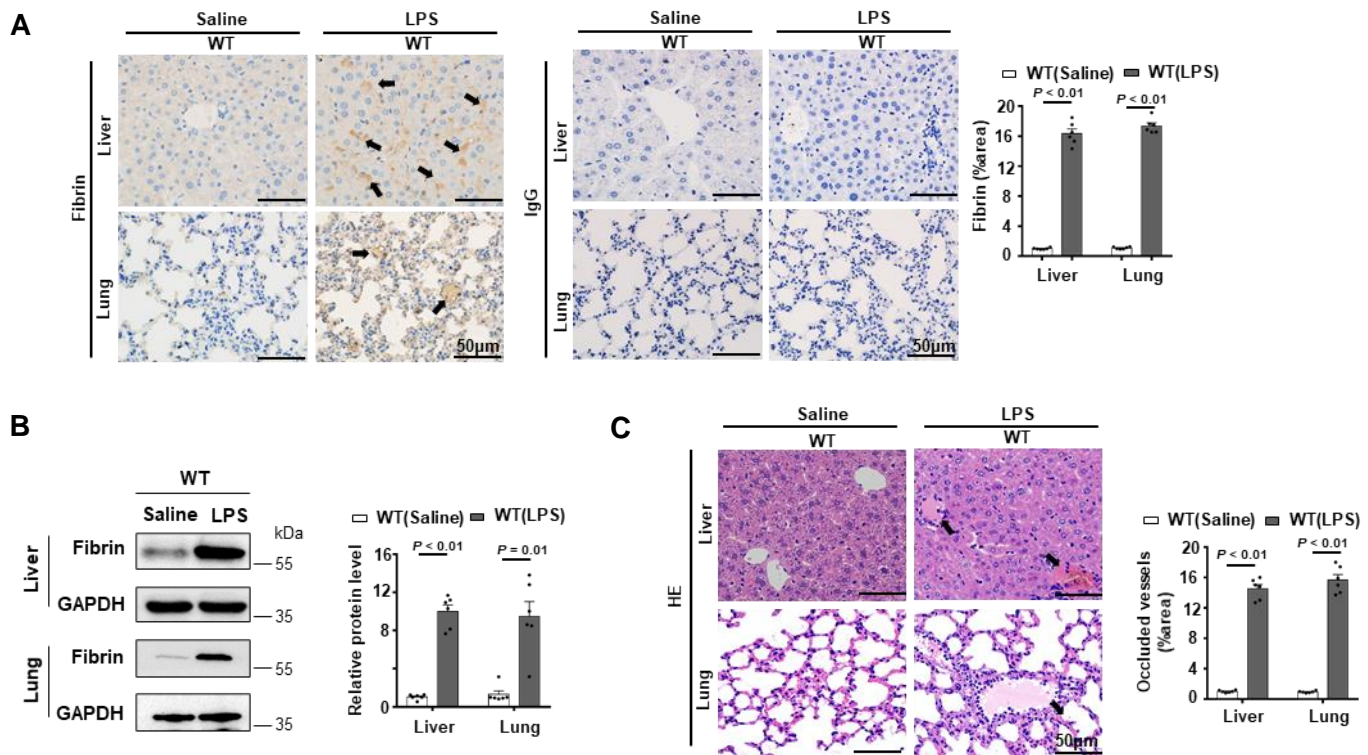 A
Saline
LPS
WT
WT
Fibrin
Liver
Lung
50µm
Saline
LPS
WT
WT
IgG
Liver
Lung
50µm
WT(Saline) WT(LPS)
P < 0.01 P < 0.01
Fibrin (%area)
20
16
12
8
4
0
Liver Lung
B
WT
Saline LPS
kDa
Liver
Fibrin
55
GAPDH
35
Lung
Fibrin
55
GAPDH
35
WT(Saline) WT(LPS)
P < 0.01 P = 0.01
Relative protein level
16
12
8
4
0
Liver Lung
C
Saline
LPS
WT
WT
HE
Liver
Lung
50µm
WT(Saline) WT(LPS)
P < 0.01 P < 0.01
Occluded vessels
(%area)
20
16
12
8
4
0
Liver Lung